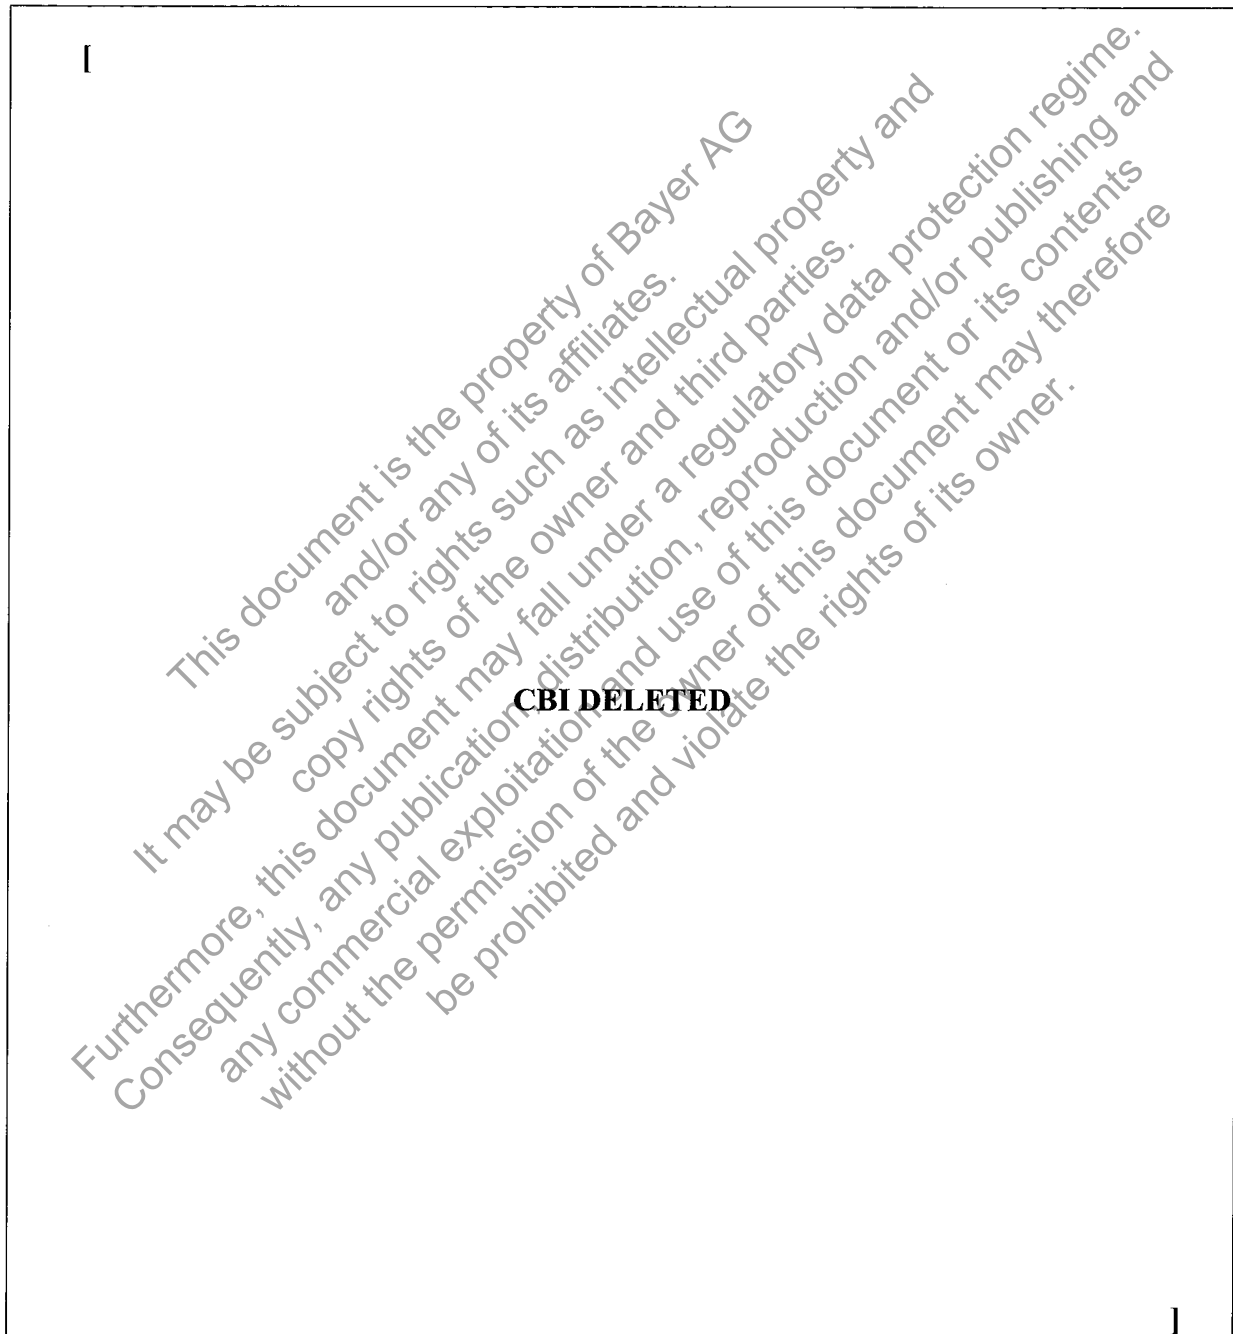 [
This document is the property of Bayer AG
and/or any of its affiliates.
It may be subject to rights such as intellectual property and
copy rights of the owner and third parties.
Furthermore, this document may fall under a regulatory data protection regime.
Consequently, any publication, distribution, reproduction and/or publishing and
any commercial exploitation and use of this document or its contents
without the permission of the owner of this document may therefore
be prohibited and violate the rights of its owner.
CBI DELETED
]